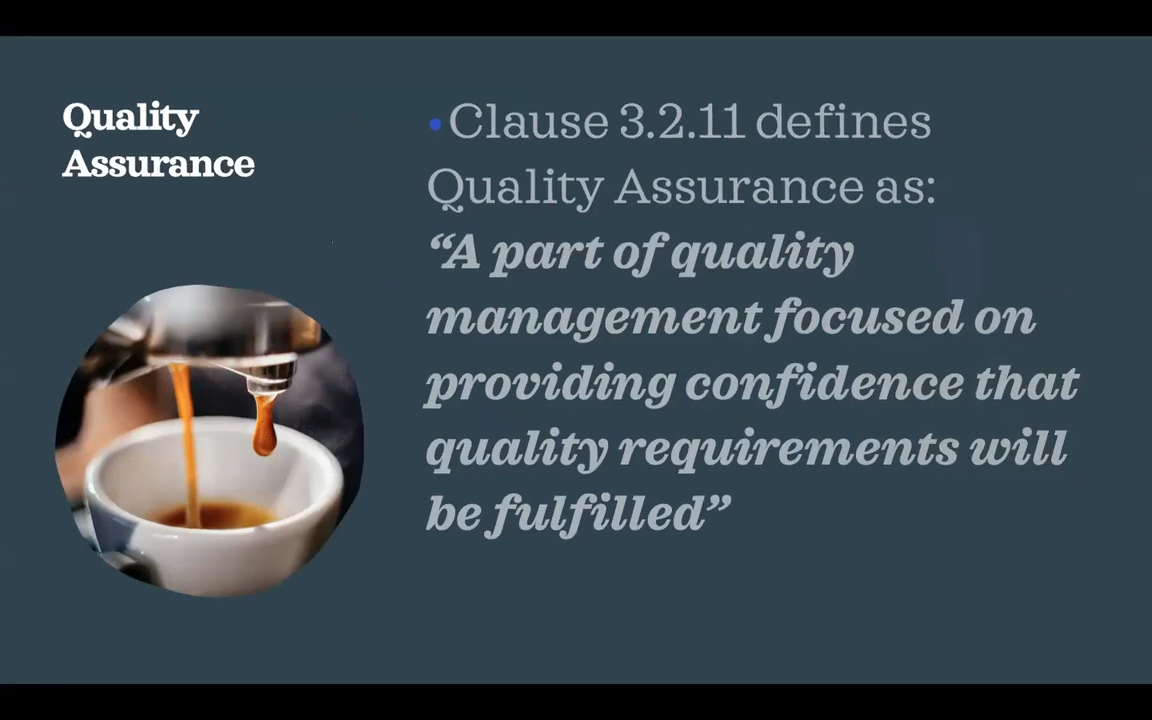 Quality
Assurance
•Clause 3.2.11 defines
Quality Assurance as:
“A part of quality
management focused on
providing confidence that
quality requirements will
be fulfilled”